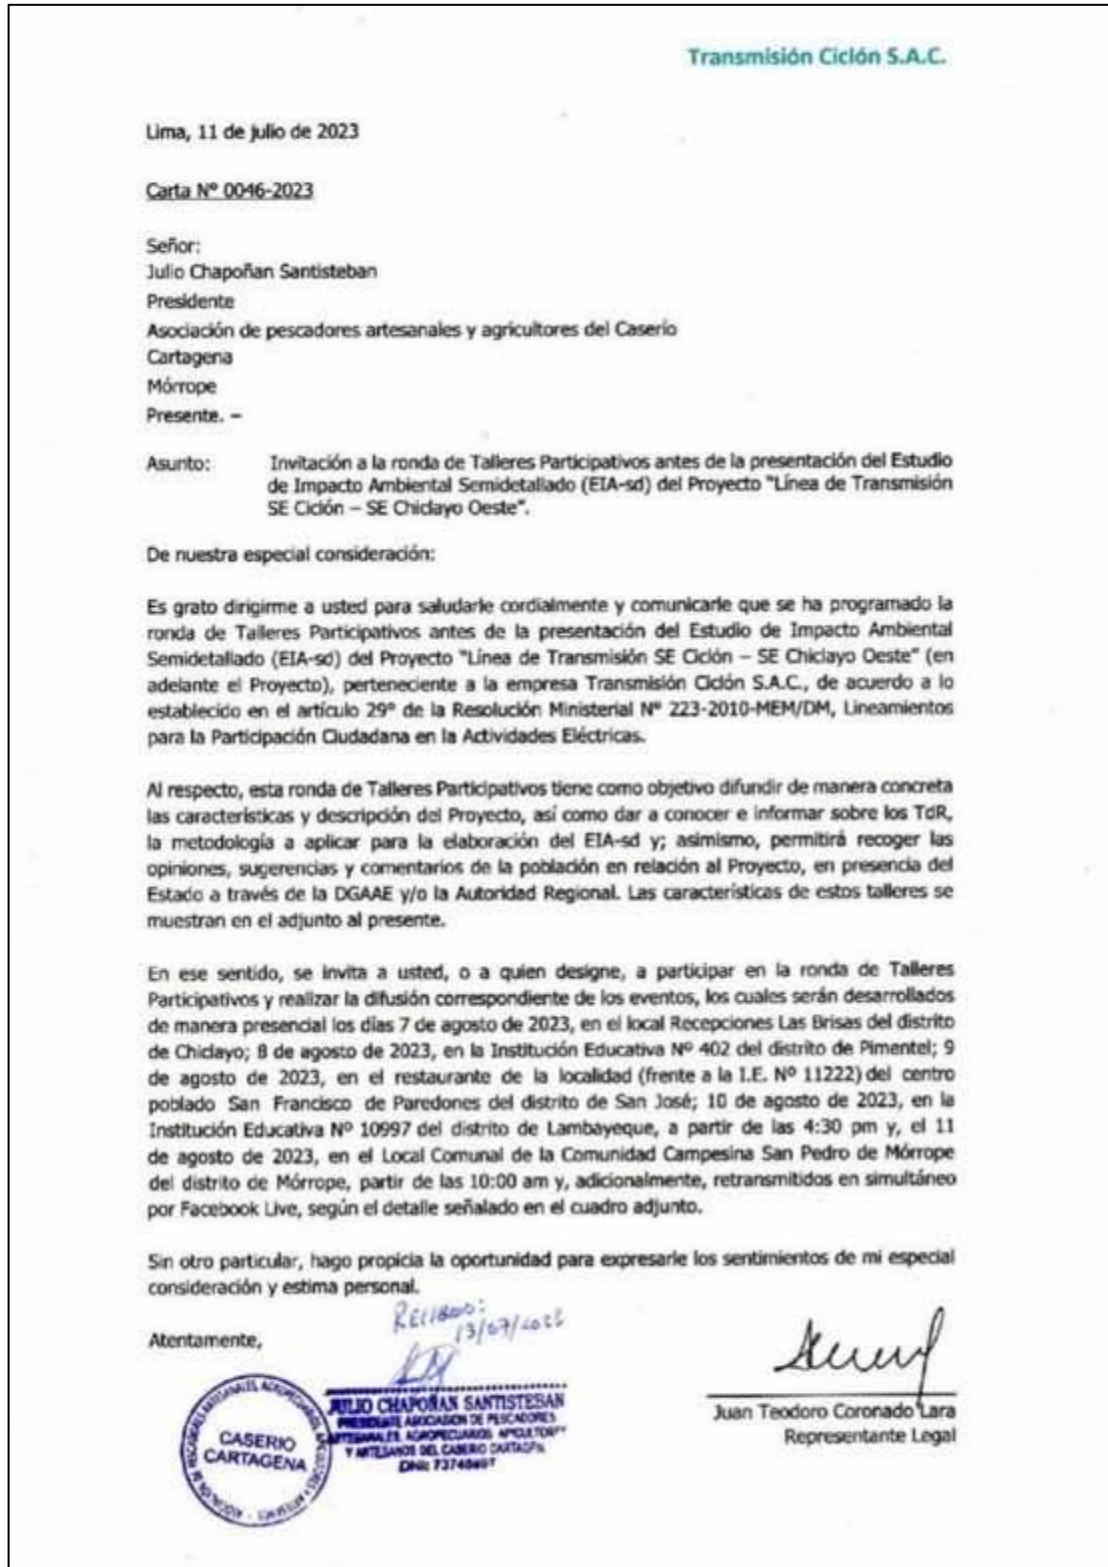 Transmisión Ciclón S.A.C.
Lima, 11 de julio de 2023
Carta Nº 0046-2023
Señor:
Julio Chapoñan Santisteban
Presidente
Asociación de pescadores artesanales y agricultores del Caserío
Cartagena
Mórrope
Presente. –
Asunto: Invitación a la ronda de Talleres Participativos antes de la presentación del Estudio
de Impacto Ambiental Semidetallado (EIA-sd) del Proyecto "Línea de Transmisión
SE Ciclón – SE Chiclayo Oeste".
De nuestra especial consideración:
Es grato dirigirme a usted para saludarle cordialmente y comunicarle que se ha programado la
ronda de Talleres Participativos antes de la presentación del Estudio de Impacto Ambiental
Semidetallado (EIA-sd) del Proyecto "Línea de Transmisión SE Ciclón – SE Chiclayo Oeste" (en
adelante el Proyecto), perteneciente a la empresa Transmisión Ciclón S.A.C., de acuerdo a lo
establecido en el artículo 29° de la Resolución Ministerial Nº 223-2010-MEM/DM, Lineamientos
para la Participación Ciudadana en la Actividades Eléctricas.
Al respecto, esta ronda de Talleres Participativos tiene como objetivo difundir de manera concreta
las características y descripción del Proyecto, así como dar a conocer e informar sobre los TdR,
la metodología a aplicar para la elaboración del EIA-sd y; asimismo, permitirá recoger las
opiniones, sugerencias y comentarios de la población en relación al Proyecto, en presencia del
Estado a través de la DGAAE y/o la Autoridad Regional. Las características de estos talleres se
muestran en el adjunto al presente.
En ese sentido, se invita a usted, o a quien designe, a participar en la ronda de Talleres
Participativos y realizar la difusión correspondiente de los eventos, los cuales serán desarrollados
de manera presencial los días 7 de agosto de 2023, en el local Recepciones Las Brisas del distrito
de Chiclayo; 8 de agosto de 2023, en la Institución Educativa Nº 402 del distrito de Pimentel; 9
de agosto de 2023, en el restaurante de la localidad (frente a la I.E. Nº 11222) del centro
poblado San Francisco de Paredones del distrito de San José; 10 de agosto de 2023, en la
Institución Educativa Nº 10997 del distrito de Lambayeque, a partir de las 4:30 pm y, el 11
de agosto de 2023, en el Local Comunal de la Comunidad Campesina San Pedro de Mórrope
del distrito de Mórrope, partir de las 10:00 am y, adicionalmente, retransmitidos en simultáneo
por Facebook Live, según el detalle señalado en el cuadro adjunto.
Sin otro particular, hago propicia la oportunidad para expresarle los sentimientos de mi especial
consideración y estima personal.
Atentamente,
RECIBIDO:
13/07/2023
JULIO CHAPOÑAN SANTISTEBAN
PRESIDENTE ASOCIACION DE PESCADORES
ARTESANALES, AGROPECUARIOS APICULTORES
Y ARTESANOS DEL CASERIO CARTAGENA
DNI:
CASERIO
CARTAGENA
Juan Teodoro Coronado Lara
Representante Legal